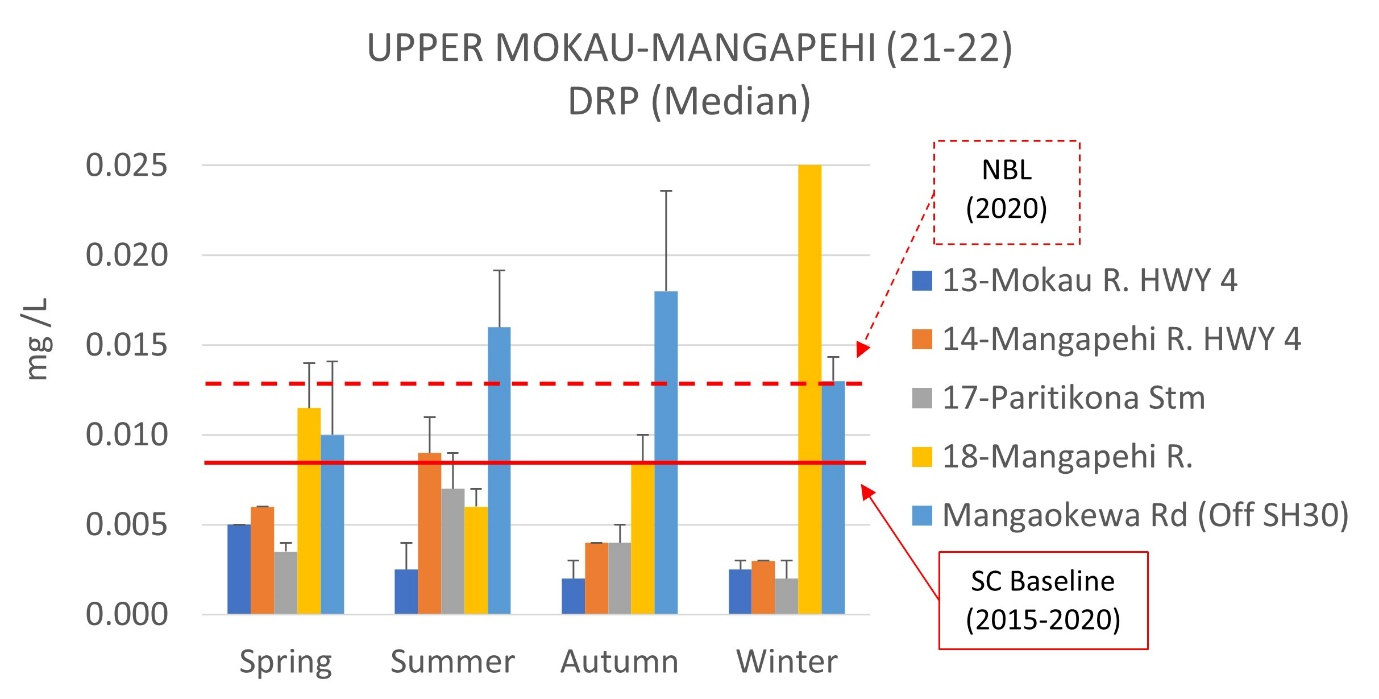 UPPER MOKAU-MANGAPEHI (21-22)
DRP (Median)
mg /L
0.025
0.020
0.015
0.010
0.005
0.000
Spring
Summer
Autumn
Winter
NBL
(2020)
13-Mokau R. HWY 4
14-Mangapehi R. HWY 4
17-Paritikona Stm
18-Mangapehi R.
Mangaokewa Rd (Off SH30)
SC Baseline
(2015-2020)